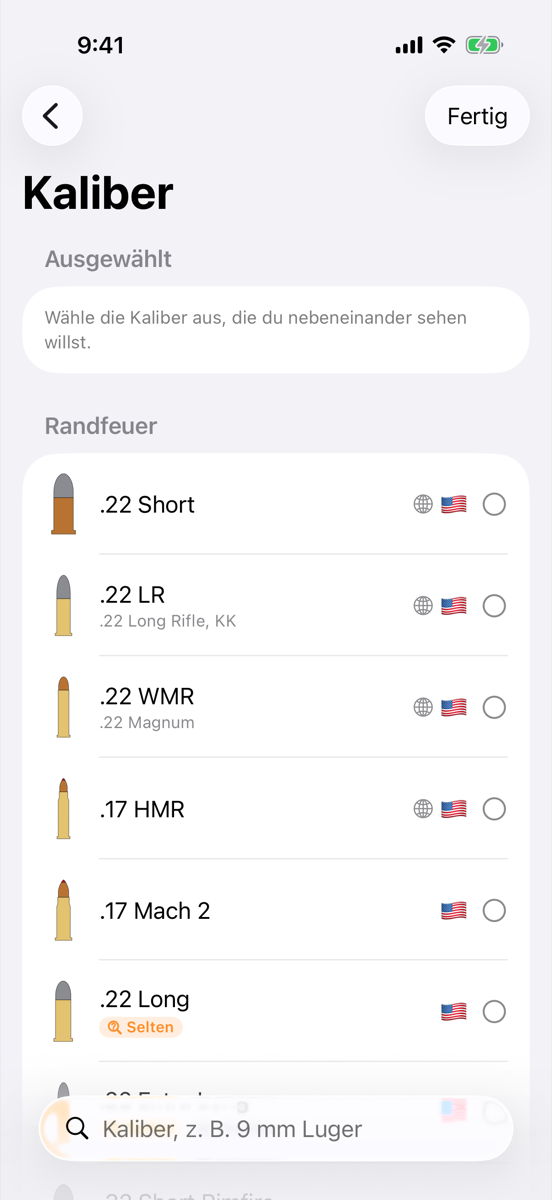 9:41
Fertig
Kaliber
Ausgewählt
Wähle die Kaliber aus, die du nebeneinander sehen
willst.
Randfeuer
.22 Short
.22 LR
.22 Long Rifle, KK
.22 WMR
.22 Magnum
.17 HMR
.17 Mach 2
.22 Long
Selten
Kaliber, z. B. 9 mm Luger